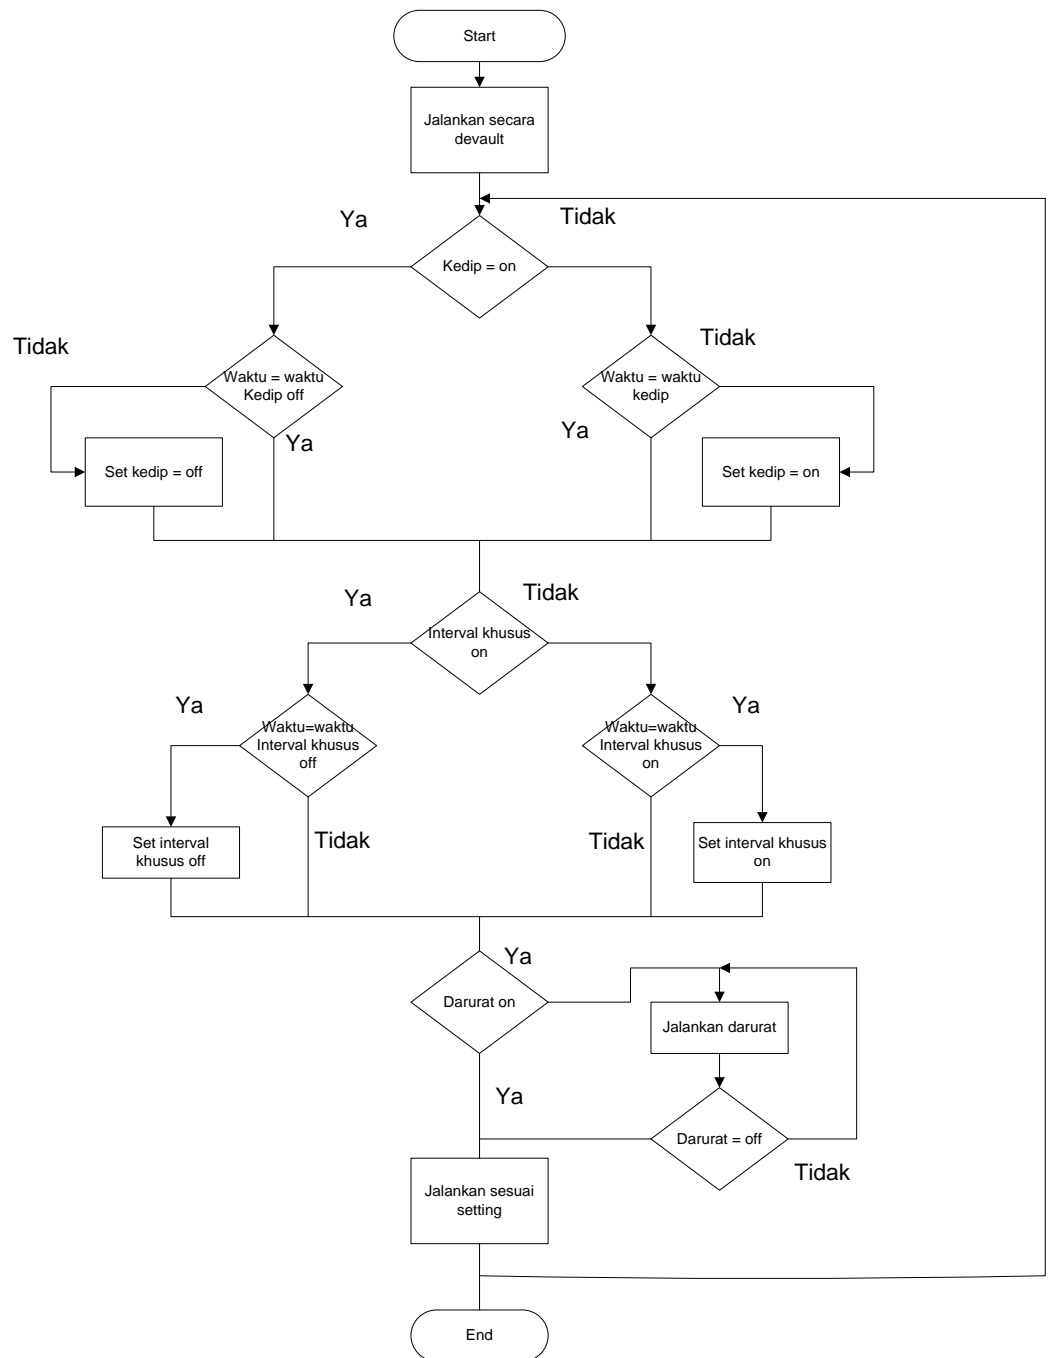 Start
Jalankan secara
devault
Ya
Tidak
Kedip = on
Tidak
Tidak
Waktu = waktu
Kedip off
Waktu = waktu
kedip
Ya
Ya
Set kedip = off
Set kedip = on
Ya
Tidak
Interval khusus
on
Ya
Ya
Waktu=waktu
Interval khusus
off
Waktu=waktu
Interval khusus
on
Tidak
Tidak
Set interval
khusus off
Set interval khusus
on
Ya
Darurat on
Jalankan darurat
Ya
Darurat = off
Tidak
Jalankan sesuai
setting
End